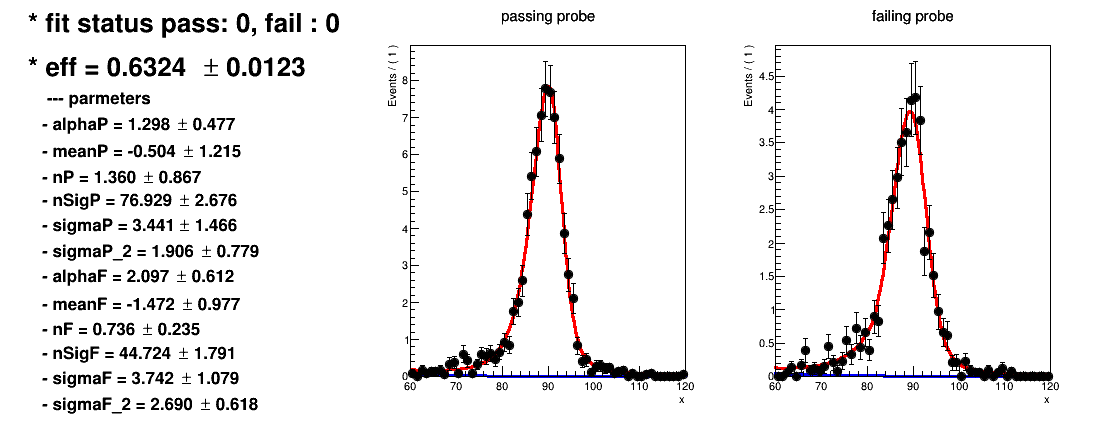 * fit status pass: 0, fail : 0
* eff = 0.6324 ± 0.0123
--- parmeters
- alphaP = 1.298 ± 0.477
- meanP = -0.504 ± 1.215
- nP = 1.360 ± 0.867
- nSigP = 76.929 ± 2.676
- sigmaP = 3.441 ± 1.466
- sigmaP_2 = 1.906 ± 0.779
- alphaF = 2.097 ± 0.612
- meanF = -1.472 ± 0.977
- nF = 0.736 ± 0.235
- nSigF = 44.724 ± 1.791
- sigmaF = 3.742 ± 1.079
- sigmaF_2 = 2.690 ± 0.618
passing probe
Events / ( 1 )
8
7
6
5
4
3
2
1
0
60 70 80 90 100 110 120
x
failing probe
Events / ( 1 )
4.5
4
3.5
3
2.5
2
1.5
1
0.5
0
60 70 80 90 100 110 120
x